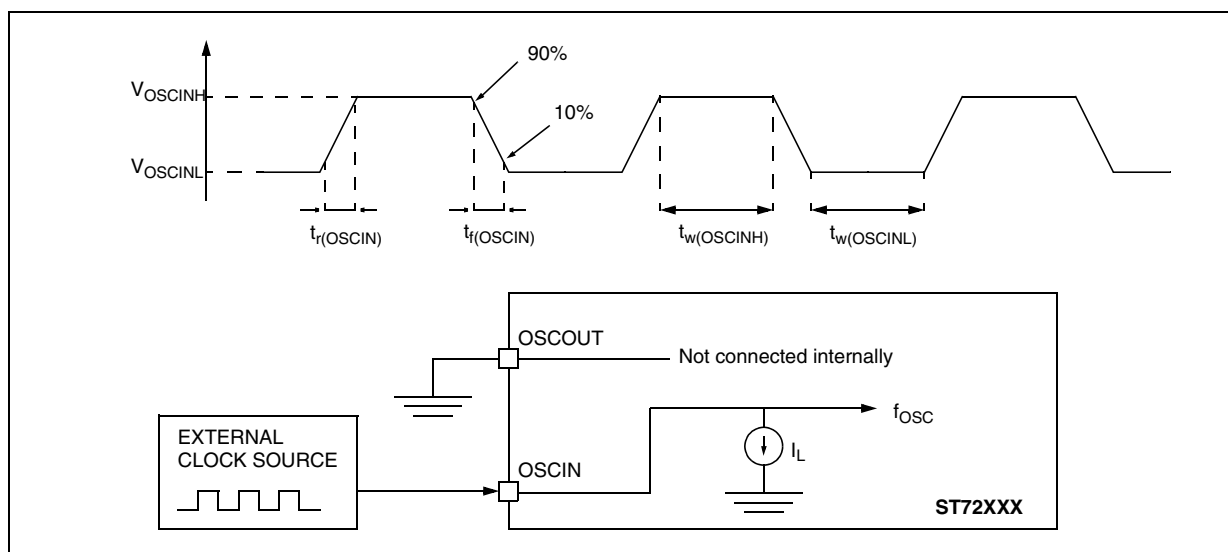 90%
V_OSCINH
10%
V_OSCINL
t_r(OSCIN)
t_f(OSCIN)
t_w(OSCINH)
t_w(OSCINL)
OSCOUT
Not connected internally
f_OSC
EXTERNAL
CLOCK SOURCE
OSCIN
I_L
ST72XXX